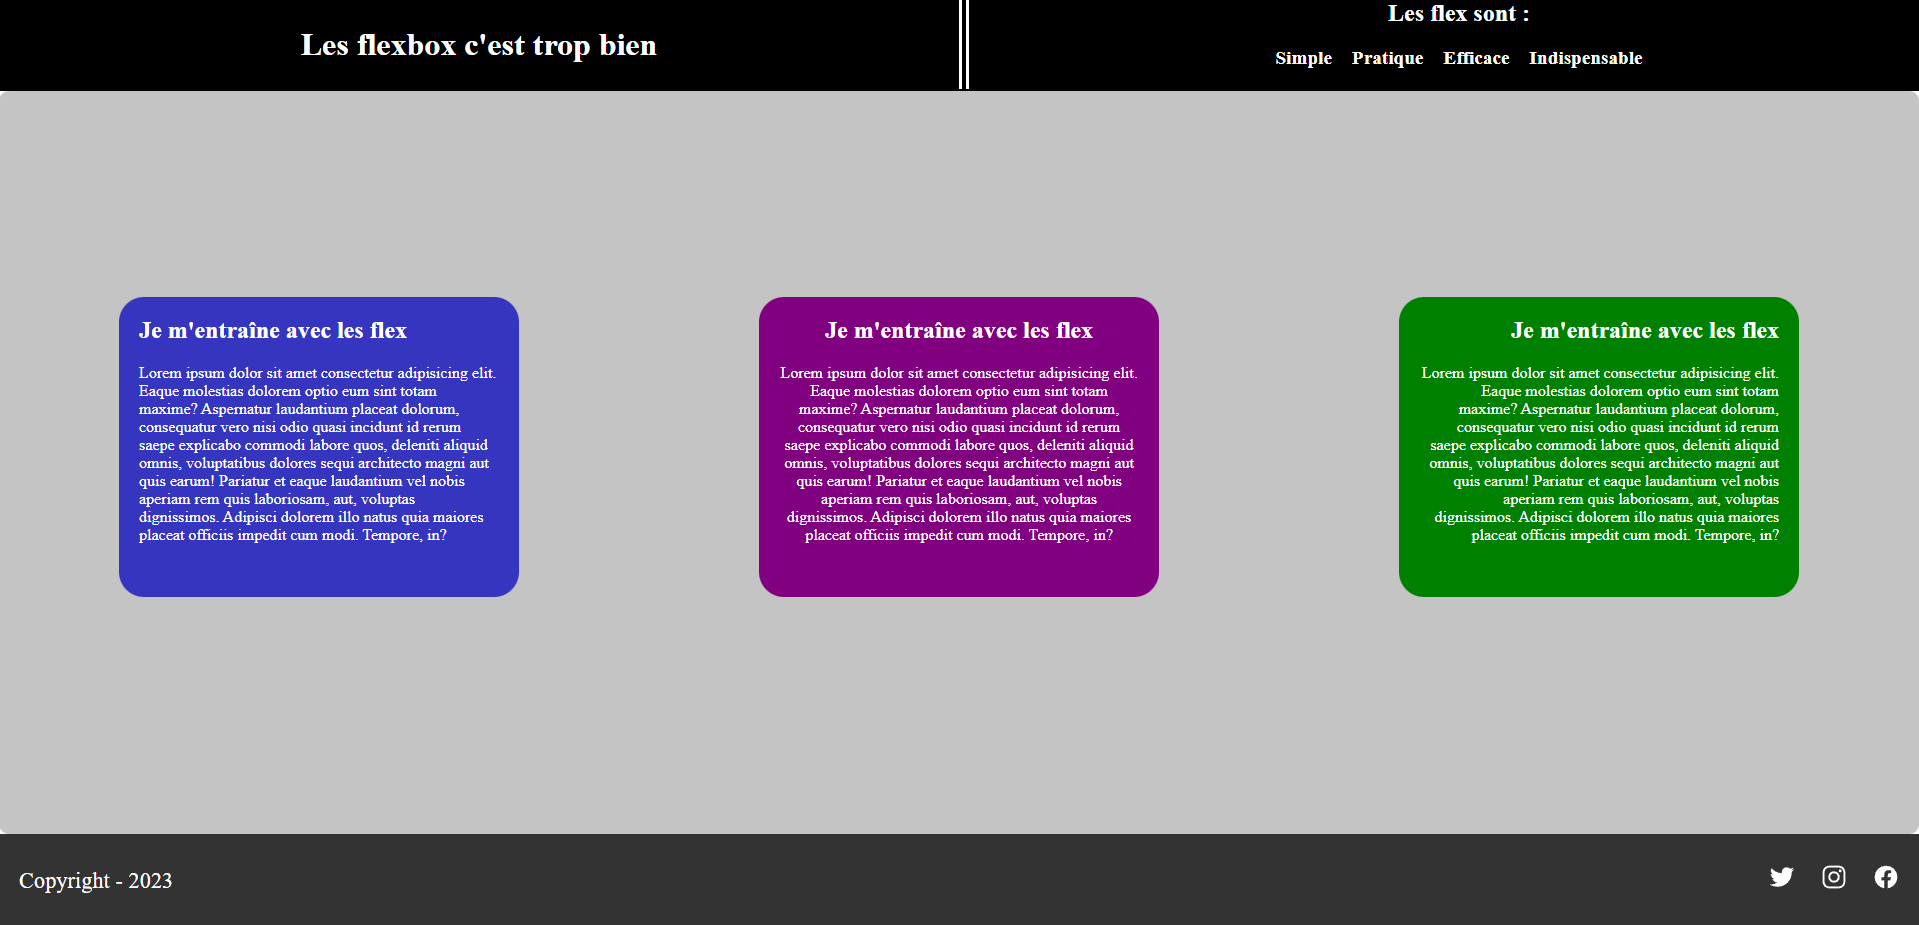 Les flexbox c'est trop bien
Les flex sont :
Simple Pratique Efficace Indispensable
Je m'entraîne avec les flex
Lorem ipsum dolor sit amet consectetur adipisicing elit.
Eaque molestias dolorem optio eum sint totam
maxime? Aspernatur laudantium placeat dolorum,
consequatur vero nisi odio quasi incidunt id rerum
saepe explicabo commodi labore quos, deleniti aliquid
omnis, voluptatibus dolores sequi architecto magni aut
quis earum! Pariatur et eaque laudantium vel nobis
aperiam rem quis laboriosam, aut, voluptas
dignissimos. Adipisci dolorem illo natus quia maiores
placeat officiis impedit cum modi. Tempore, in?
Je m'entraîne avec les flex
Lorem ipsum dolor sit amet consectetur adipisicing elit.
Eaque molestias dolorem optio eum sint totam
maxime? Aspernatur laudantium placeat dolorum,
consequatur vero nisi odio quasi incidunt id rerum
saepe explicabo commodi labore quos, deleniti aliquid
omnis, voluptatibus dolores sequi architecto magni aut
quis earum! Pariatur et eaque laudantium vel nobis
aperiam rem quis laboriosam, aut, voluptas
dignissimos. Adipisci dolorem illo natus quia maiores
placeat officiis impedit cum modi. Tempore, in?
Je m'entraîne avec les flex
Lorem ipsum dolor sit amet consectetur adipisicing elit.
Eaque molestias dolorem optio eum sint totam
maxime? Aspernatur laudantium placeat dolorum,
consequatur vero nisi odio quasi incidunt id rerum
saepe explicabo commodi labore quos, deleniti aliquid
omnis, voluptatibus dolores sequi architecto magni aut
quis earum! Pariatur et eaque laudantium vel nobis
aperiam rem quis laboriosam, aut, voluptas
dignissimos. Adipisci dolorem illo natus quia maiores
placeat officiis impedit cum modi. Tempore, in?
Copyright - 2023